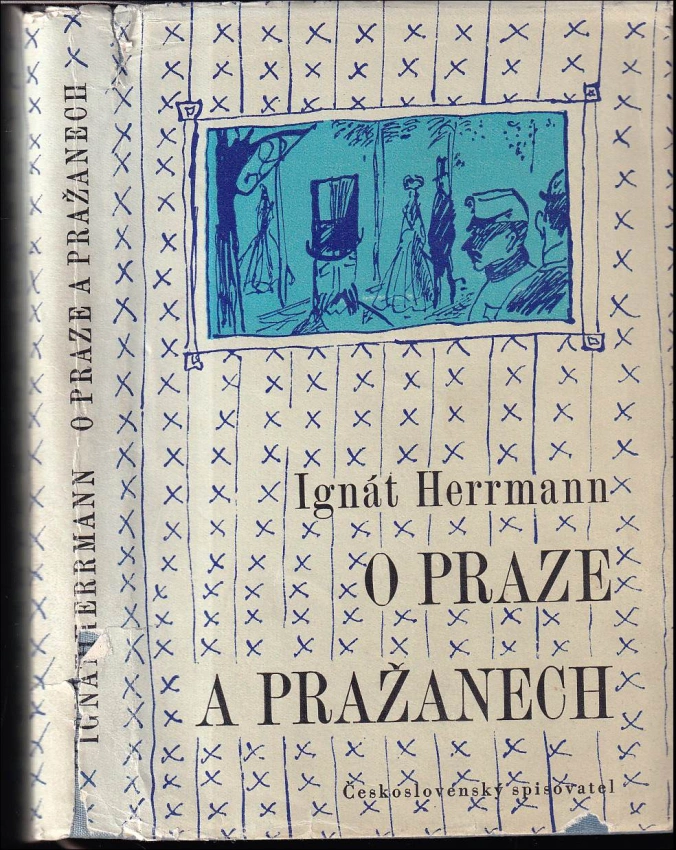 IGNÁT HERRMANN O PRAZE A PRAŽANECH
Ignát Herrmann
O PRAZE
A PRAŽANECH
Československý spisovatel